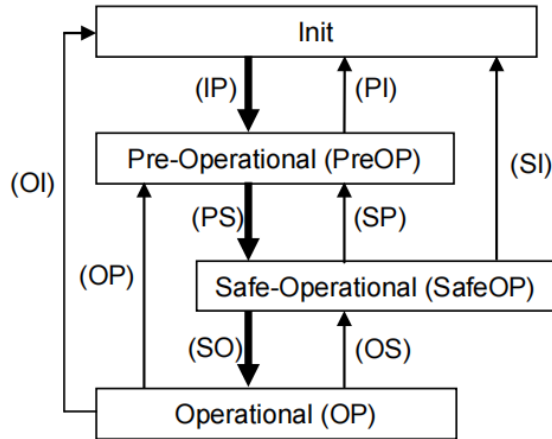 Init
(IP)
(PI)
Pre-Operational (PreOP)
(OI)
(SI)
(PS)
(SP)
(OP)
Safe-Operational (SafeOP)
(SO)
(OS)
Operational (OP)